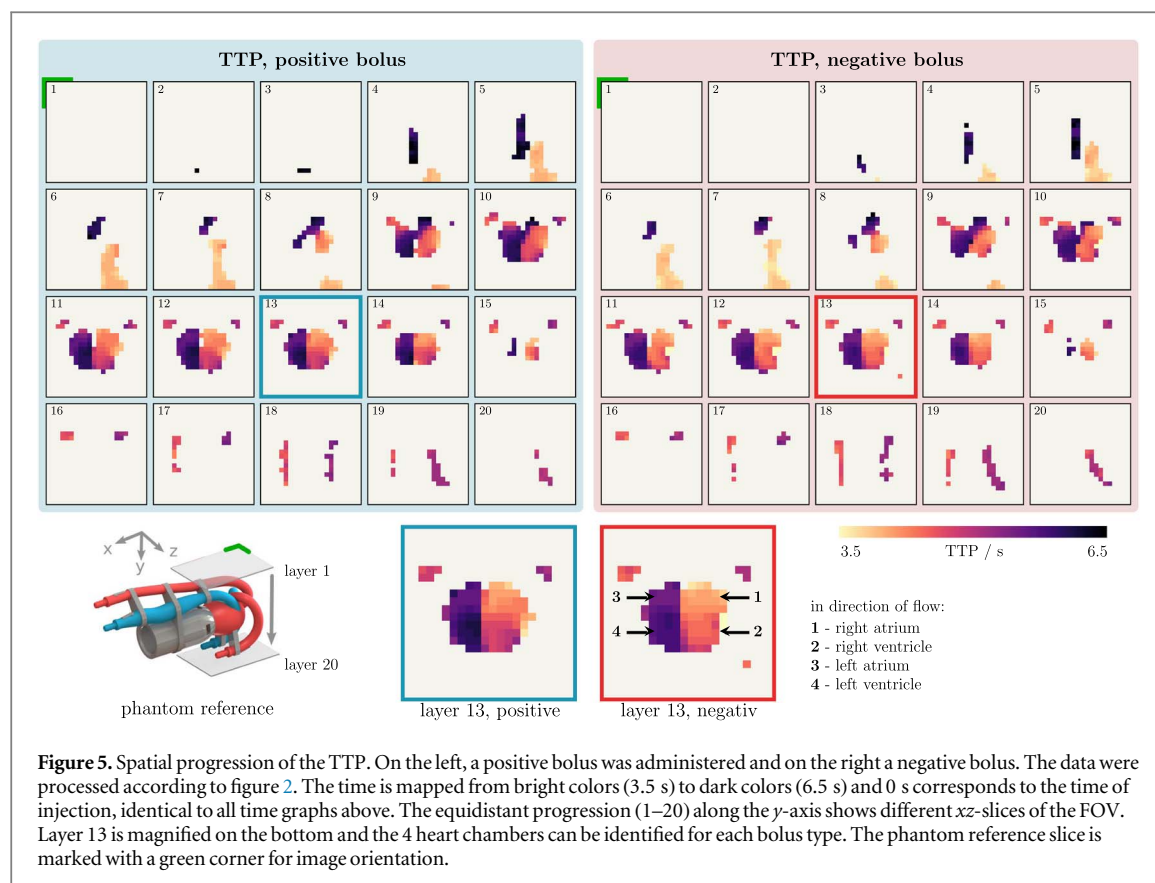 TTP, positive bolus
1 2 3 4 5
6 7 8 9 10
11 12 13 14 15
16 17 18 19 20
TTP, negative bolus
1 2 3 4 5
6 7 8 9 10
11 12 13 14 15
16 17 18 19 20
x y z
layer 1
layer 20
phantom reference
layer 13, positive
3 1
4 2
layer 13, negativ
3.5 TTP / s 6.5
in direction of flow:
1 - right atrium
2 - right ventricle
3 - left atrium
4 - left ventricle
Figure 5. Spatial progression of the TTP. On the left, a positive bolus was administered and on the right a negative bolus. The data were
processed according to figure 2. The time is mapped from bright colors (3.5 s) to dark colors (6.5 s) and 0 s corresponds to the time of
injection, identical to all time graphs above. The equidistant progression (1–20) along the y-axis shows different xz-slices of the FOV.
Layer 13 is magnified on the bottom and the 4 heart chambers can be identified for each bolus type. The phantom reference slice is
marked with a green corner for image orientation.